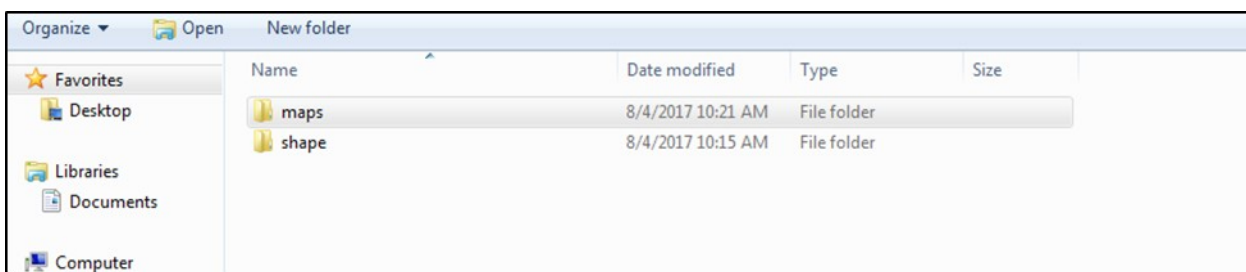 Organize Open New folder
Favorites
Desktop
Libraries
Documents
Computer
Name Date modified Type Size
maps 8/4/2017 10:21 AM File folder
shape 8/4/2017 10:15 AM File folder